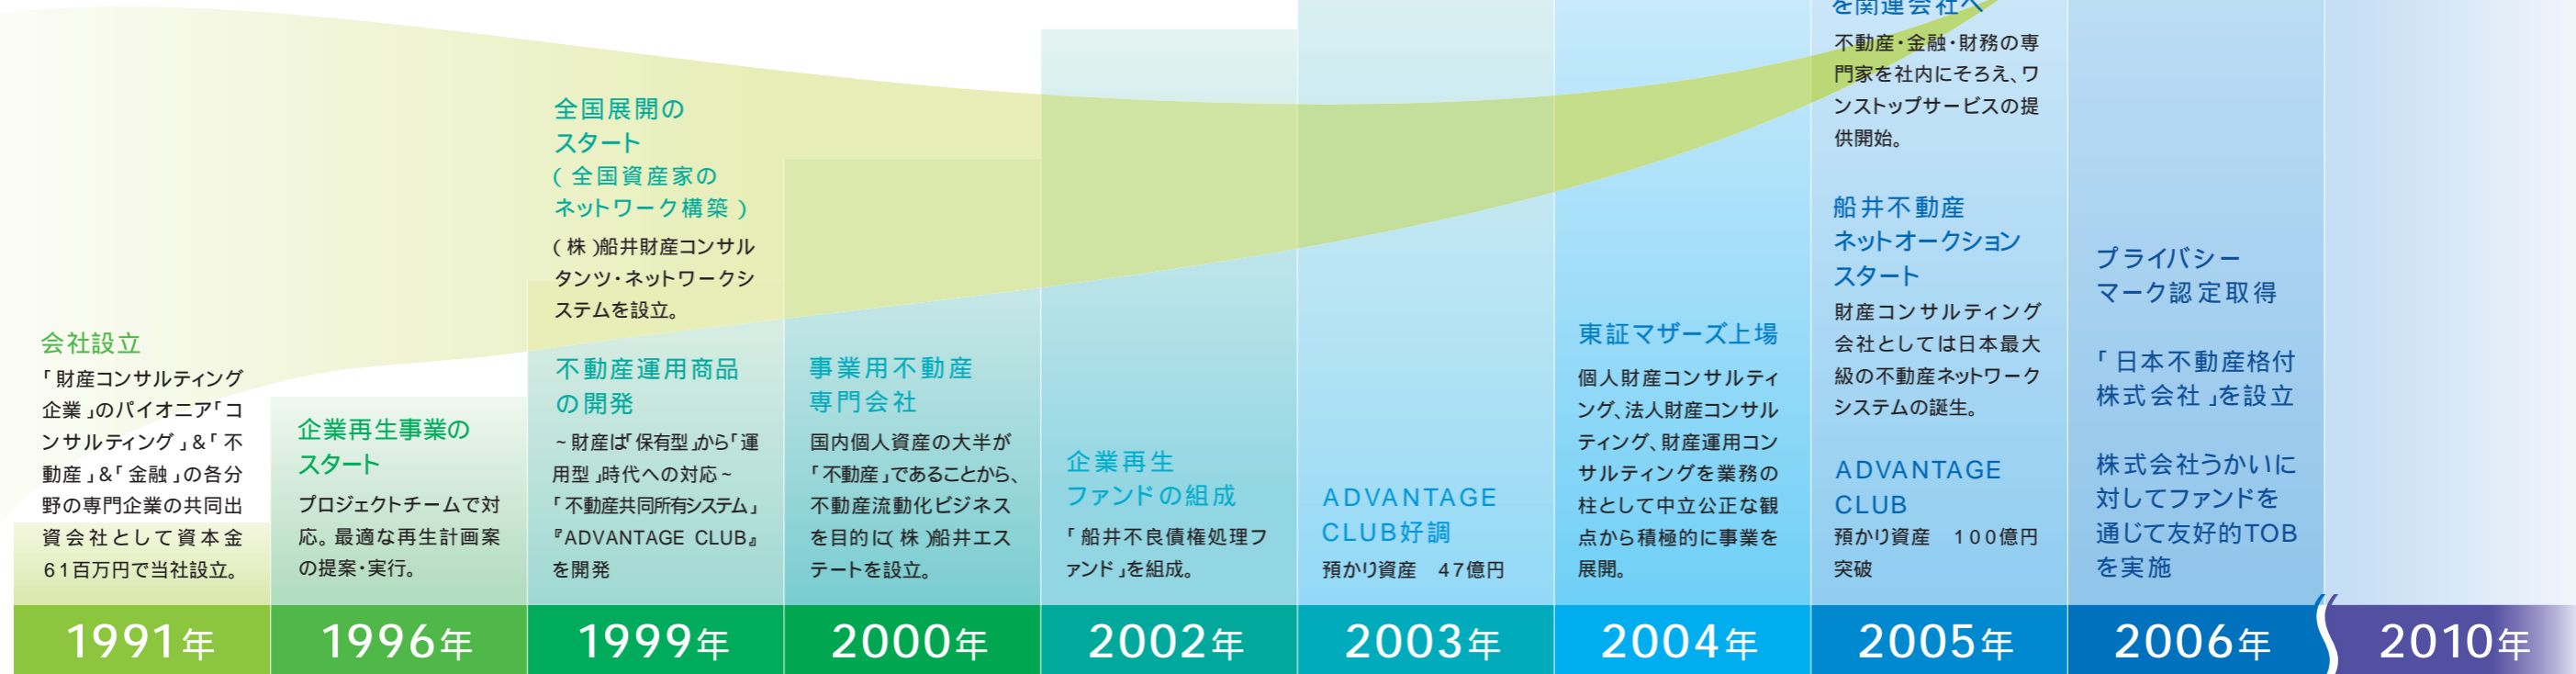 会社設立
「財産コンサルティング
企業」のパイオニア「コ
ンサルティング」&「不
動産」&「金融」の各分
野の専門企業の共同出
資会社として資本金
61百万円で当社設立。
1991年
企業再生事業の
スタート
プロジェクトチームで対
応。最適な再生計画案
の提案・実行。
1996年
全国展開の
スタート
(全国資産家の
ネットワーク構築)
(株)船井財産コンサル
タンツ・ネットワークシ
ステムを設立。
不動産運用商品
の開発
~財産は「保有型」から「運
用型」時代への対応~
「不動産共同所有システム」
『ADVANTAGE CLUB』
を開発
1999年
事業用不動産
専門会社
国内個人資産の大半が
「不動産」であることから、
不動産流動化ビジネス
を目的に(株)船井エス
テートを設立。
2000年
企業再生
ファンドの組成
「船井不良債権処理フ
ァンド」を組成。
2002年
ADVANTAGE
CLUB好調
預かり資産 47億円
2003年
東証マザーズ上場
個人財産コンサルティ
ング、法人財産コンサル
ティング、財産運用コン
サルティングを業務の
柱として中立公正な観
点から積極的に事業を
展開。
2004年
を関連会社へ
不動産・金融・財務の専
門家を社内にそろえ、ワ
ンストップサービスの提
供開始。
船井不動産
ネットオークション
スタート
財産コンサルティング
会社としては日本最大
級の不動産ネットワーク
システムの誕生。
ADVANTAGE
CLUB
預かり資産 100億円
突破
2005年
プライバシー
マーク認定取得
「日本不動産格付
株式会社」を設立
株式会社うかいに
対してファンドを
通じて友好的TOB
を実施
2006年
2010年